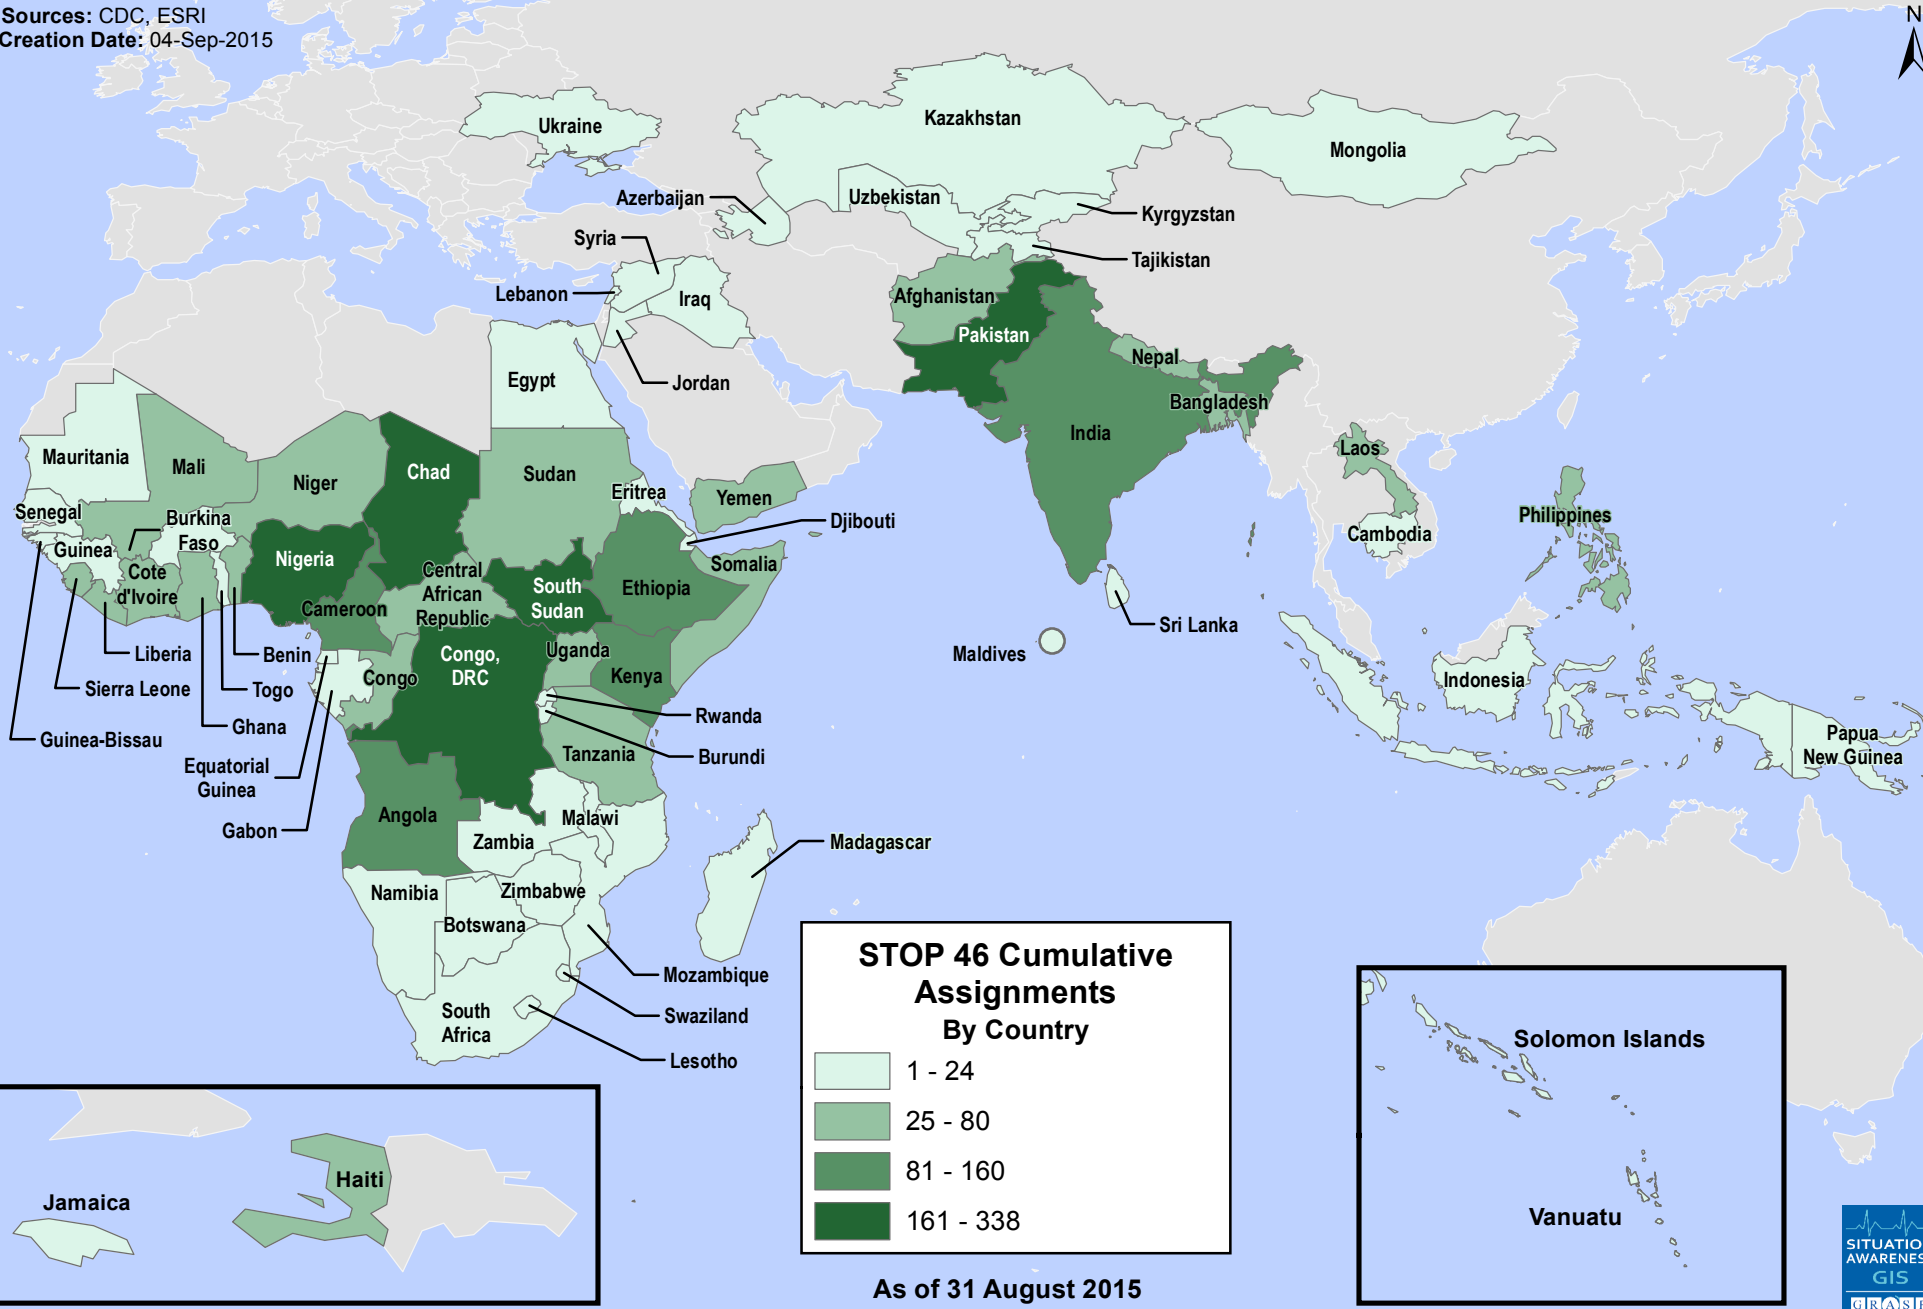 Sources: CDC, ESRI
Creation Date: 04-Sep-2015
N
Ukraine
Kazakhstan
Mongolia
Azerbaijan
Uzbekistan
Kyrgyzstan
Syria
Tajikistan
Lebanon
Iraq
Afghanistan
Pakistan
Jordan
Egypt
Nepal
Bangladesh
India
Laos
Mauritania
Mali
Niger
Chad
Sudan
Eritrea
Yemen
Djibouti
Philippines
Cambodia
Senegal
Burkina
Faso
Guinea
Nigeria
Cote
d'Ivoire
Central
African
Republic
South
Sudan
Ethiopia
Somalia
Cameroon
Sri Lanka
Maldives
Liberia
Benin
Congo,
DRC
Uganda
Kenya
Congo
Indonesia
Sierra Leone
Togo
Ghana
Rwanda
Guinea-Bissau
Burundi
Tanzania
Papua
New Guinea
Equatorial
Guinea
Gabon
Angola
Malawi
Zambia
Madagascar
Namibia
Zimbabwe
Botswana
Mozambique
South
Africa
Swaziland
Lesotho
STOP 46 Cumulative
Assignments
By Country
1 - 24
25 - 80
81 - 160
161 - 338
As of 31 August 2015
Jamaica
Haiti
Solomon Islands
Vanuatu
SITUATIO
AWARENES
GIS
GRASP